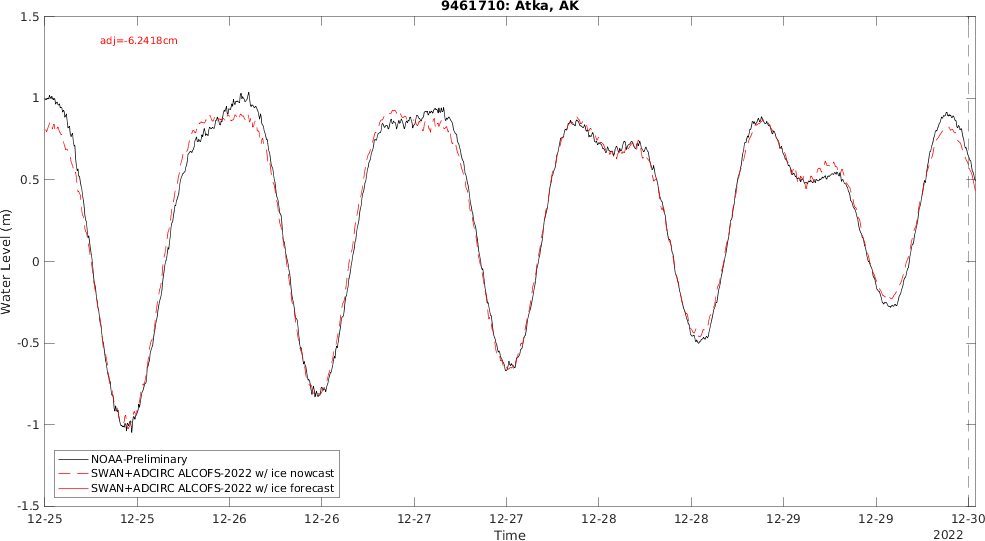 9461710: Atka, AK
adj=-6.2418cm
1.5
1
0.5
0
-0.5
-1
-1.5
Water Level (m)
NOAA-Preliminary
SWAN+ADCIRC ALCOFS-2022 w/ ice nowcast
SWAN+ADCIRC ALCOFS-2022 w/ ice forecast
12-25 12-25 12-26 12-26 12-27 12-27 12-28 12-28 12-29 12-29 12-30
Time
2022